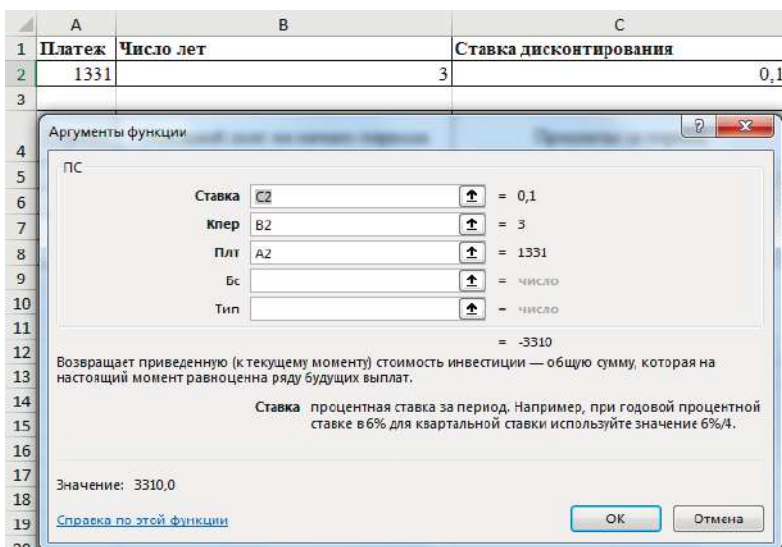 A B C
1 Платеж Число лет Ставка дисконтирования
2 1331 3 0,1
3
Аргументы функции ?
4
5 ПС
6 Ставка C2 = 0,1
7 Кпер B2 = 3
8 Плт A2 = 1331
9 Бс = число
10 Тип = число
11
= -3310
12 Возвращает приведенную (к текущему моменту) стоимость инвестиции — общую сумму, которая на
13 настоящий момент равноценна ряду будущих выплат.
14 Ставка процентная ставка за период. Например, при годовой процентной
15 ставке в 6% для квартальной ставки используйте значение 6%/4.
16
17 Значение: 3310,0
18
19 Справка по этой функции ОК Отмена
20